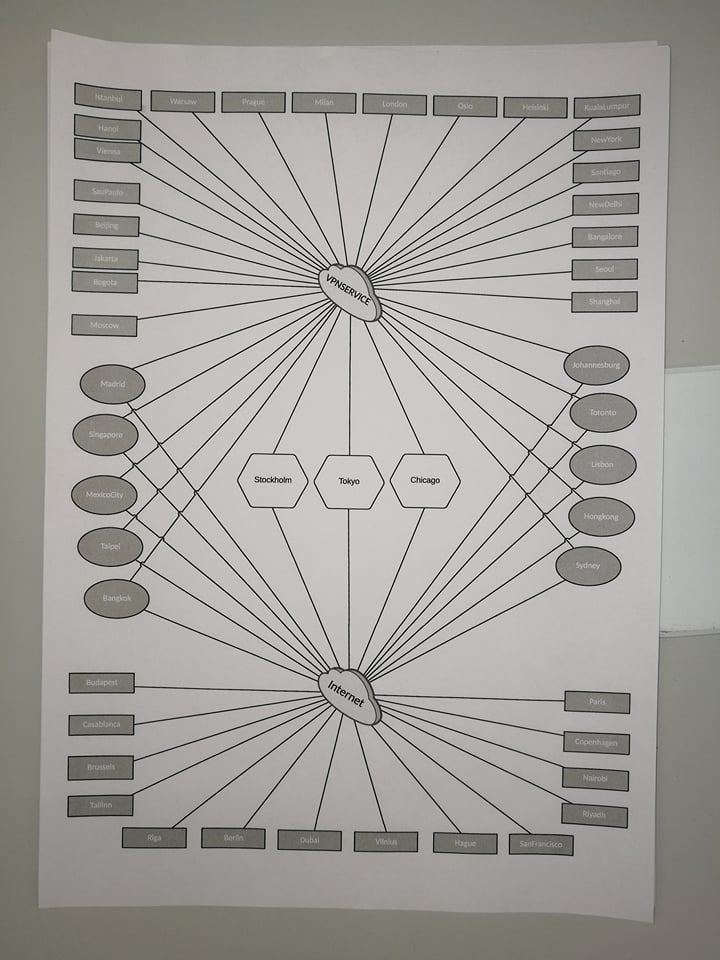 Istanbul
Warsaw
Prague
Milan
London
Oslo
Helsinki
KualaLumpur
Hanoi
Vienna
SauPaulo
Beijing
Jakarta
Bogota
Moscow
NewYork
Santiago
NewDelhi
Bangalore
Seoul
Shanghai
VPNSERVICE
Madrid
Singapore
MexicoCity
Taipei
Bangkok
Stockholm
Tokyo
Chicago
Johannesburg
Toronto
Lisbon
Hongkong
Sydney
Internet
Budapest
Casablanca
Brussels
Tallinn
Paris
Copenhagen
Nairobi
Riyadh
Riga
Berlin
Dubai
Vilnius
Hague
SanFrancisco